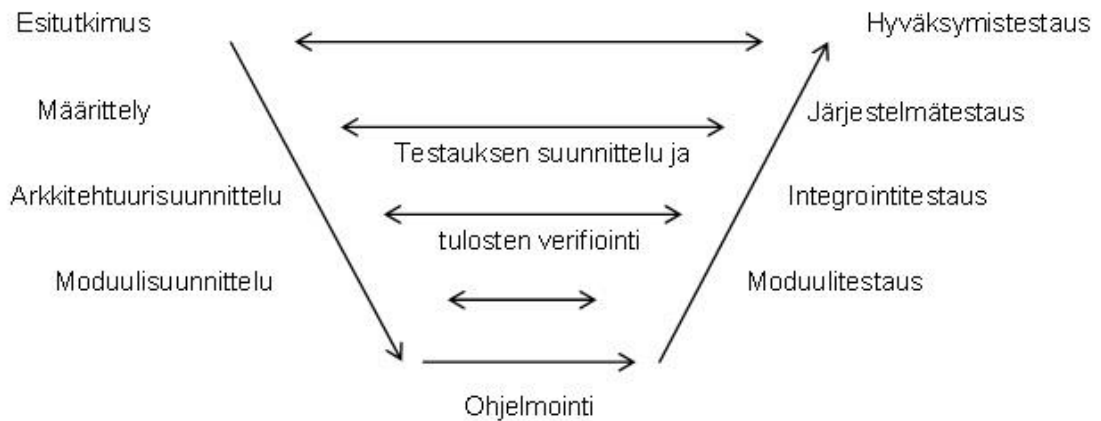 Esitutkimus
Hyväksymistestaus
Määrittely
Järjestelmätestaus
Testauksen suunnittelu ja
Arkkitehtuurisuunnittelu
Integrointitestaus
tulosten verifiointi
Moduulisuunnittelu
Moduulitestaus
Ohjelmointi